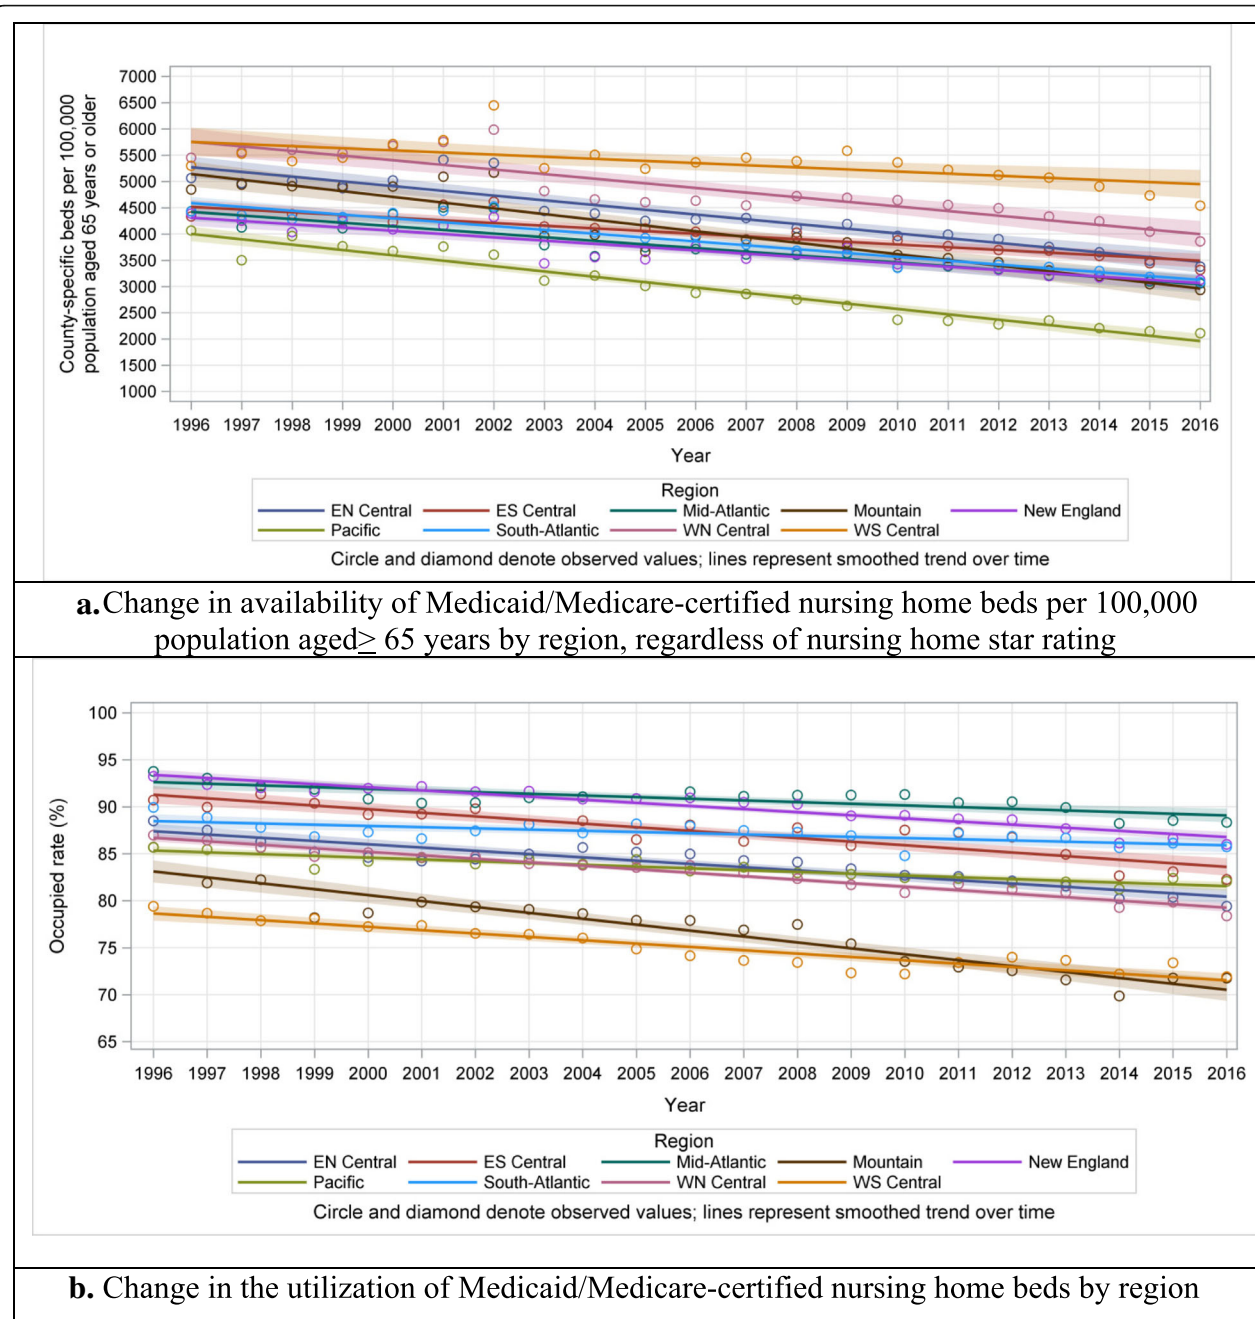 County-specific beds per 100,000
population aged 65 years or older
7000
6500
6000
5500
5000
4500
4000
3500
3000
2500
2000
1500
1000
1996 1997 1998 1999 2000 2001 2002 2003 2004 2005 2006 2007 2008 2009 2010 2011 2012 2013 2014 2015 2016
Year
Region
EN Central ES Central Mid-Atlantic Mountain New England
Pacific South-Atlantic WN Central WS Central
Circle and diamond denote observed values; lines represent smoothed trend over time
a. Change in availability of Medicaid/Medicare-certified nursing home beds per 100,000
population aged≥ 65 years by region, regardless of nursing home star rating
Occupied rate (%)
100
95
90
85
80
75
70
65
1996 1997 1998 1999 2000 2001 2002 2003 2004 2005 2006 2007 2008 2009 2010 2011 2012 2013 2014 2015 2016
Year
Region
EN Central ES Central Mid-Atlantic Mountain New England
Pacific South-Atlantic WN Central WS Central
Circle and diamond denote observed values; lines represent smoothed trend over time
b. Change in the utilization of Medicaid/Medicare-certified nursing home beds by region